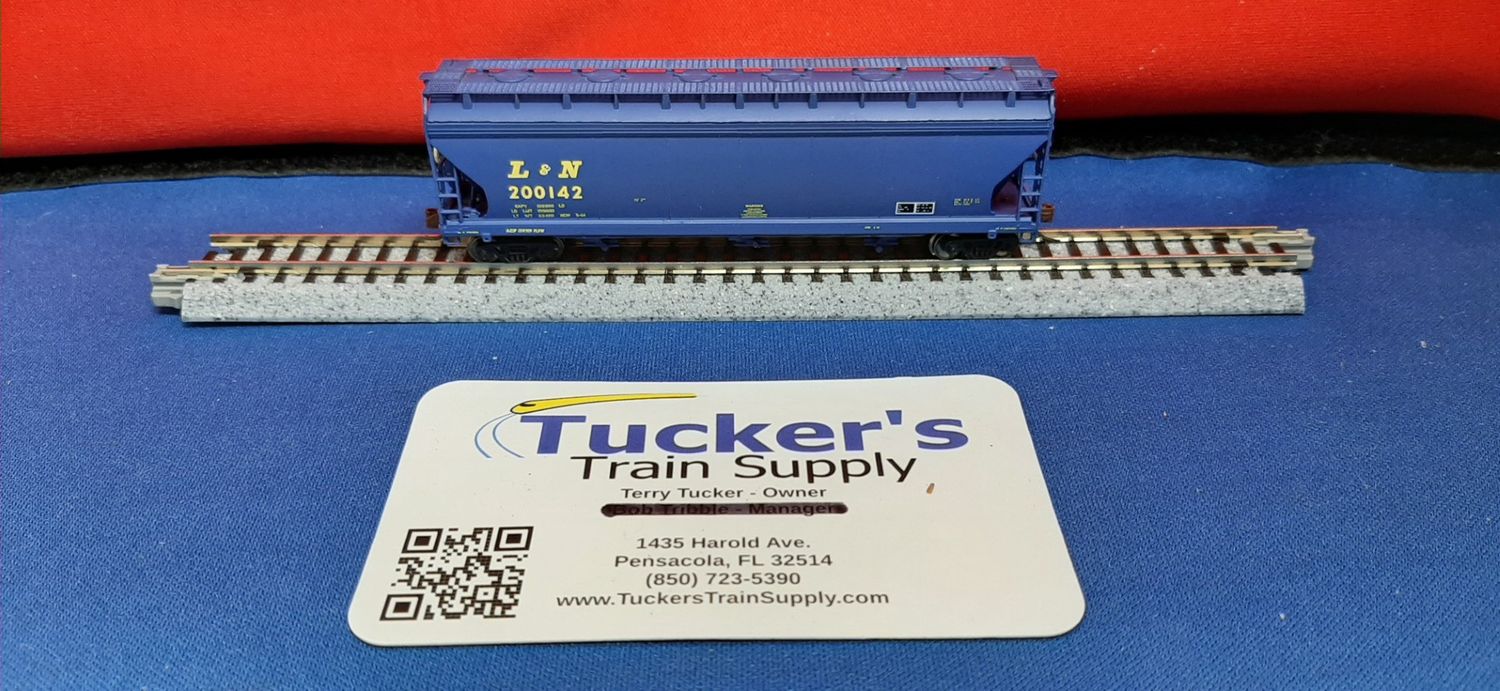 L & N
200142
Tucker's
Train Supply
Terry Tucker - Owner
Bob Tribble - Manager
1435 Harold Ave.
Pensacola, FL 32514
(850) 723-5390
www.TuckersTrainSupply.com